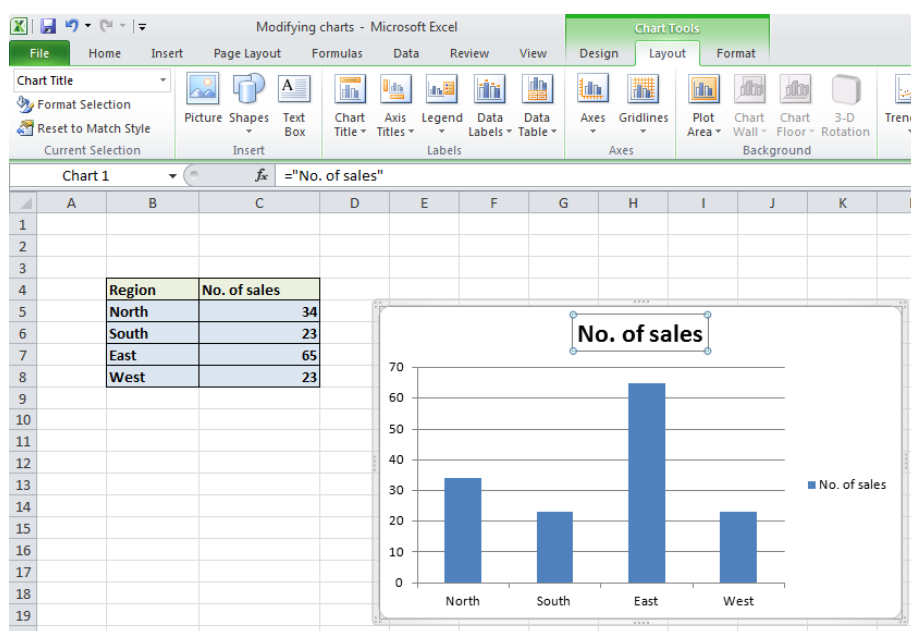 Modifying charts - Microsoft Excel
Chart Tools
File Home Insert Page Layout Formulas Data Review View Design Layout Format
Chart Title
Format Selection
Reset to Match Style
Current Selection
Picture Shapes Text Box
Insert
Chart Title Axis Titles Legend Data Labels Data Table
Labels
Axes Gridlines
Axes
Plot Area Chart Wall Chart Floor 3-D Rotation
Background
Chart 1 fx ="No. of sales"
A B C D E F G H I J K
1
2
3
4 Region No. of sales
5 North 34
6 South 23
7 East 65
8 West 23
9
10
11
12
13
14
15
16
17
18
19
No. of sales
70
60
50
40
30
20
10
0
North South East West
No. of sales